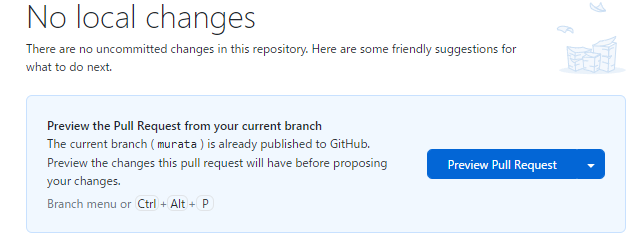 No local changes
There are no uncommitted changes in this repository. Here are some friendly suggestions for
what to do next.
Preview the Pull Request from your current branch
The current branch ( murata ) is already published to GitHub.
Preview the changes this pull request will have before proposing
your changes.
Branch menu or Ctrl + Alt + P
Preview Pull Request